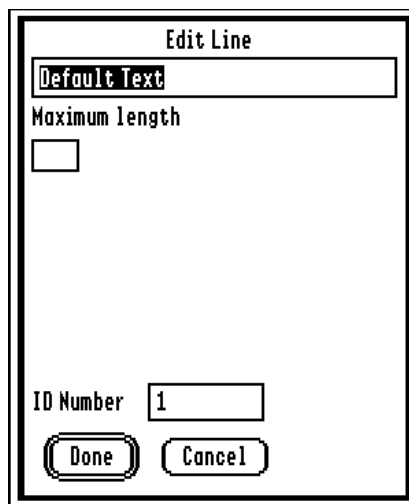 Edit Line
Default Text
Maximum length
ID Number 1
Done Cancel